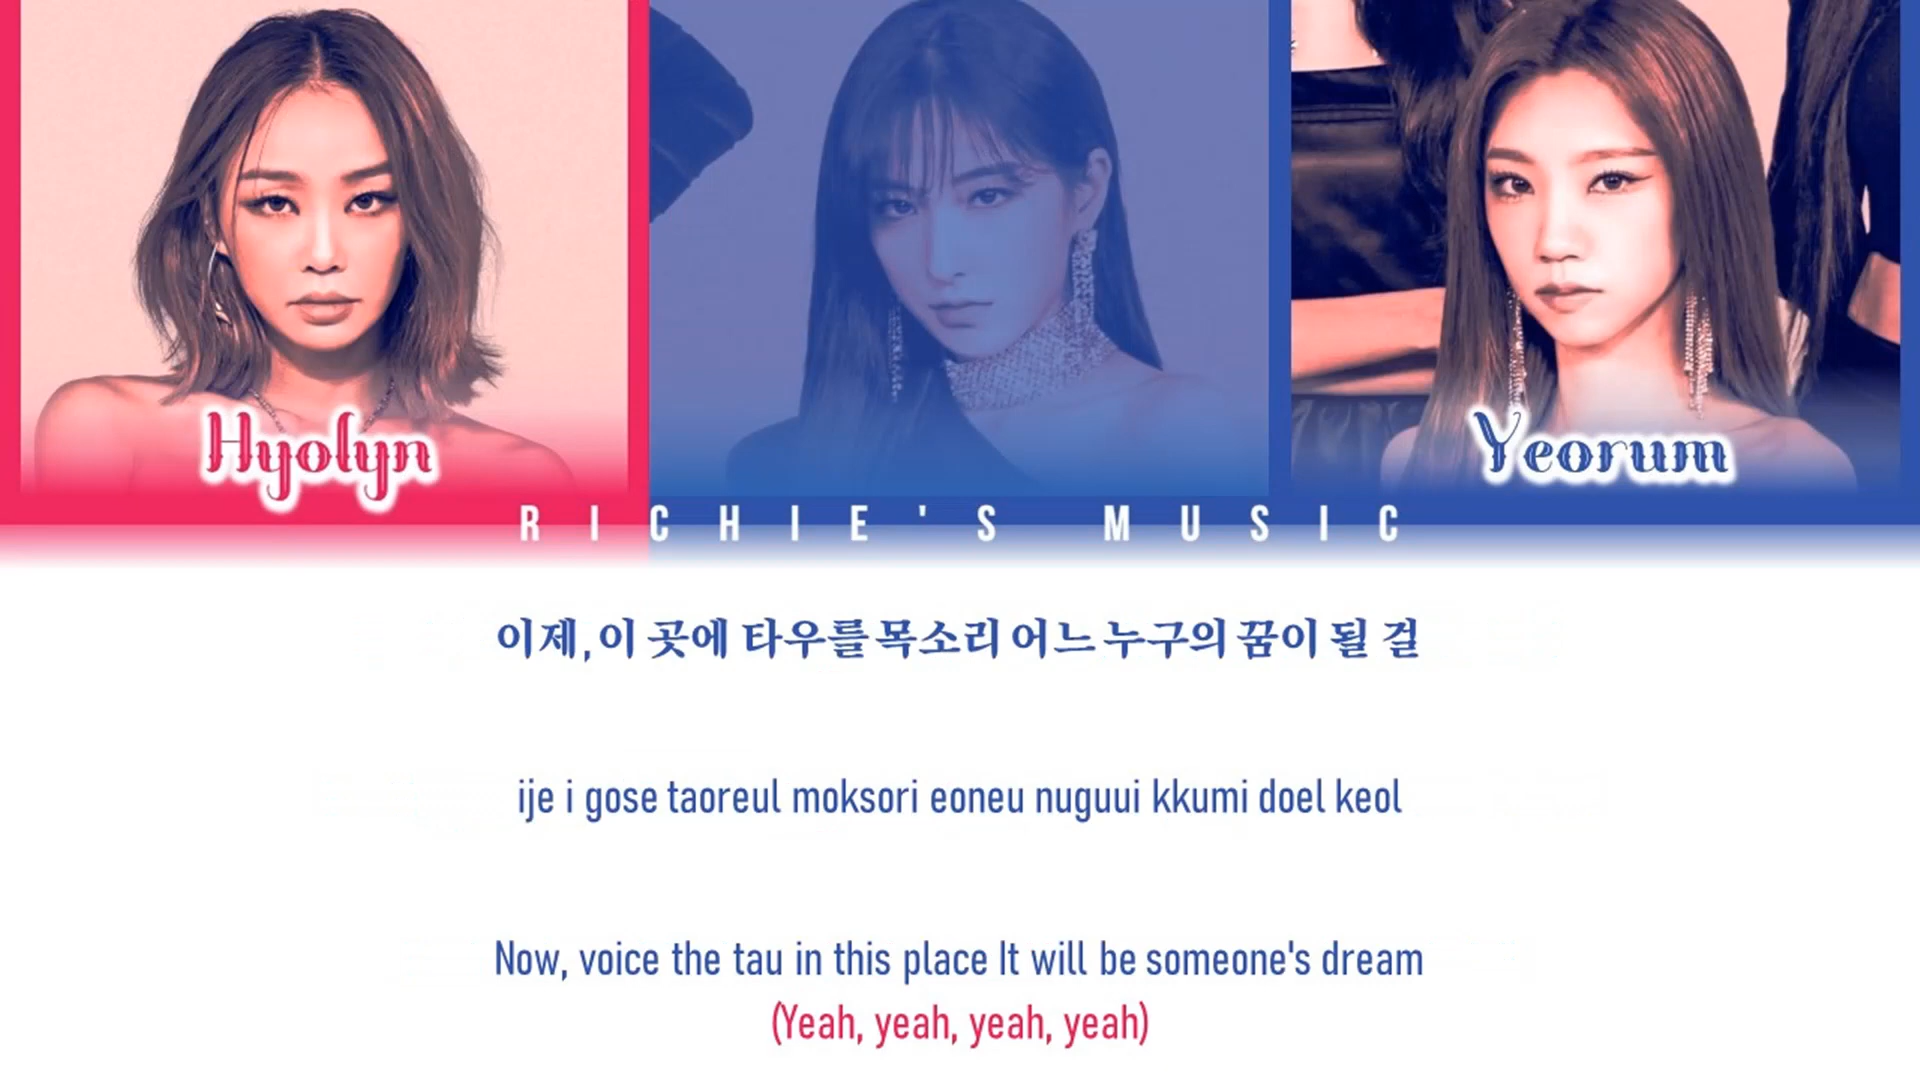 Hyolyn
Yeorum
RICHIE'S MUSIC
이제, 이 곳에 타우를 목소리 어느 누구의 꿈이 될 걸
ije i gose taoreul moksori eoneu nuguui kkumi doel keol
Now, voice the tau in this place It will be someone's dream
(Yeah, yeah, yeah, yeah)